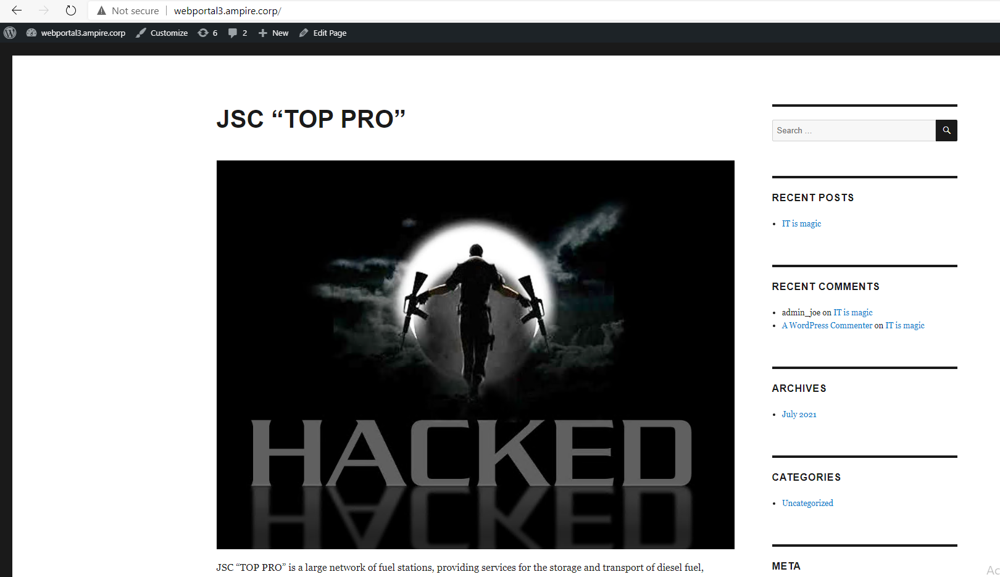 Not secure webportal3.ampire.corp/
webportal3.ampire.corp Customize 6 2 New Edit Page
JSC “TOP PRO”
HACKED
JSC “TOP PRO” is a large network of fuel stations, providing services for the storage and transport of diesel fuel,
Search …
RECENT POSTS
IT is magic
RECENT COMMENTS
admin_joe on IT is magic
A WordPress Commenter on IT is magic
ARCHIVES
July 2021
CATEGORIES
Uncategorized
META
Ac